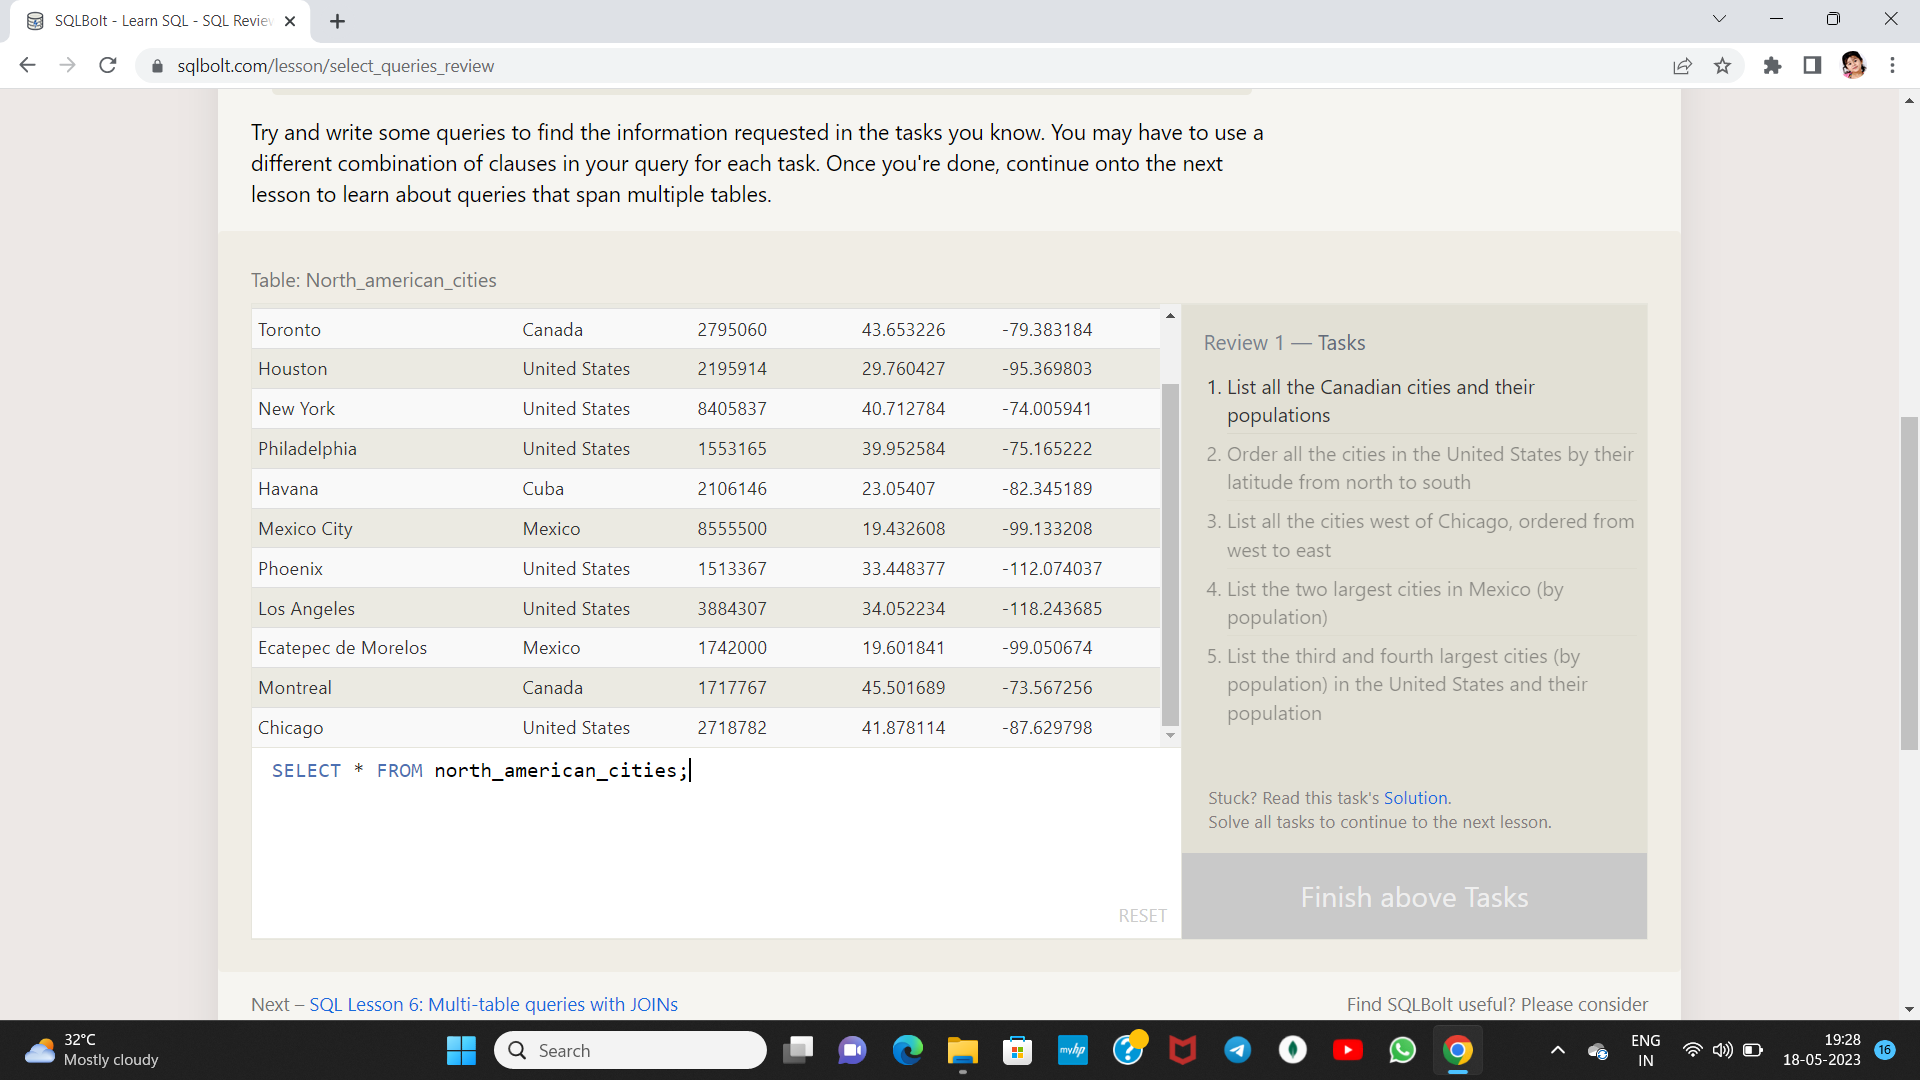 SQLBolt - Learn SQL - SQL Review
sqlbolt.com/lesson/select_queries_review
Try and write some queries to find the information requested in the tasks you know. You may have to use a
different combination of clauses in your query for each task. Once you're done, continue onto the next
lesson to learn about queries that span multiple tables.
Table: North_american_cities
Toronto Canada 2795060 43.653226 -79.383184
Houston United States 2195914 29.760427 -95.369803
New York United States 8405837 40.712784 -74.005941
Philadelphia United States 1553165 39.952584 -75.165222
Havana Cuba 2106146 23.05407 -82.345189
Mexico City Mexico 8555500 19.432608 -99.133208
Phoenix United States 1513367 33.448377 -112.074037
Los Angeles United States 3884307 34.052234 -118.243685
Ecatepec de Morelos Mexico 1742000 19.601841 -99.050674
Montreal Canada 1717767 45.501689 -73.567256
Chicago United States 2718782 41.878114 -87.629798
SELECT * FROM north_american_cities;
RESET
Review 1 — Tasks
1. List all the Canadian cities and their
populations
2. Order all the cities in the United States by their
latitude from north to south
3. List all the cities west of Chicago, ordered from
west to east
4. List the two largest cities in Mexico (by
population)
5. List the third and fourth largest cities (by
population) in the United States and their
population
Stuck? Read this task's Solution.
Solve all tasks to continue to the next lesson.
Finish above Tasks
Next – SQL Lesson 6: Multi-table queries with JOINs
Find SQLBolt useful? Please consider
32°C
Mostly cloudy
Search
myhp
ENG
IN
19:28
18-05-2023
16